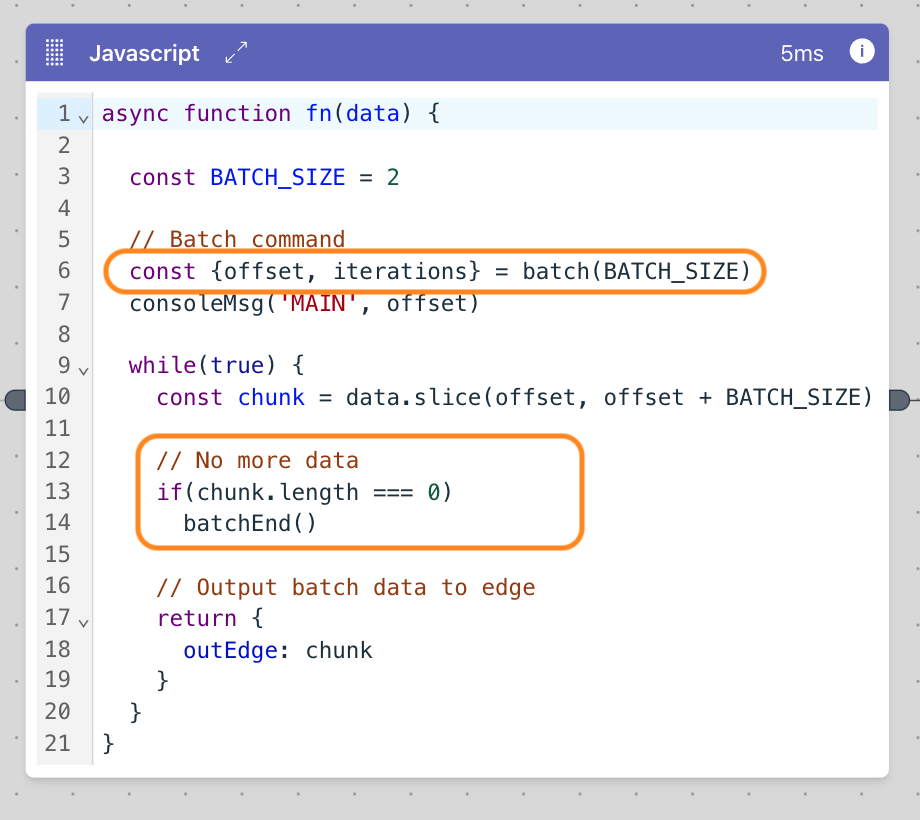 Javascript 5ms i
1 async function fn(data) {
2
3 const BATCH_SIZE = 2
4
5 // Batch command
6 const {offset, iterations} = batch(BATCH_SIZE)
7 consoleMsg('MAIN', offset)
8
9 while(true) {
10 const chunk = data.slice(offset, offset + BATCH_SIZE)
11
12 // No more data
13 if(chunk.length === 0)
14 batchEnd()
15
16 // Output batch data to edge
17 return {
18 outEdge: chunk
19 }
20 }
21 }